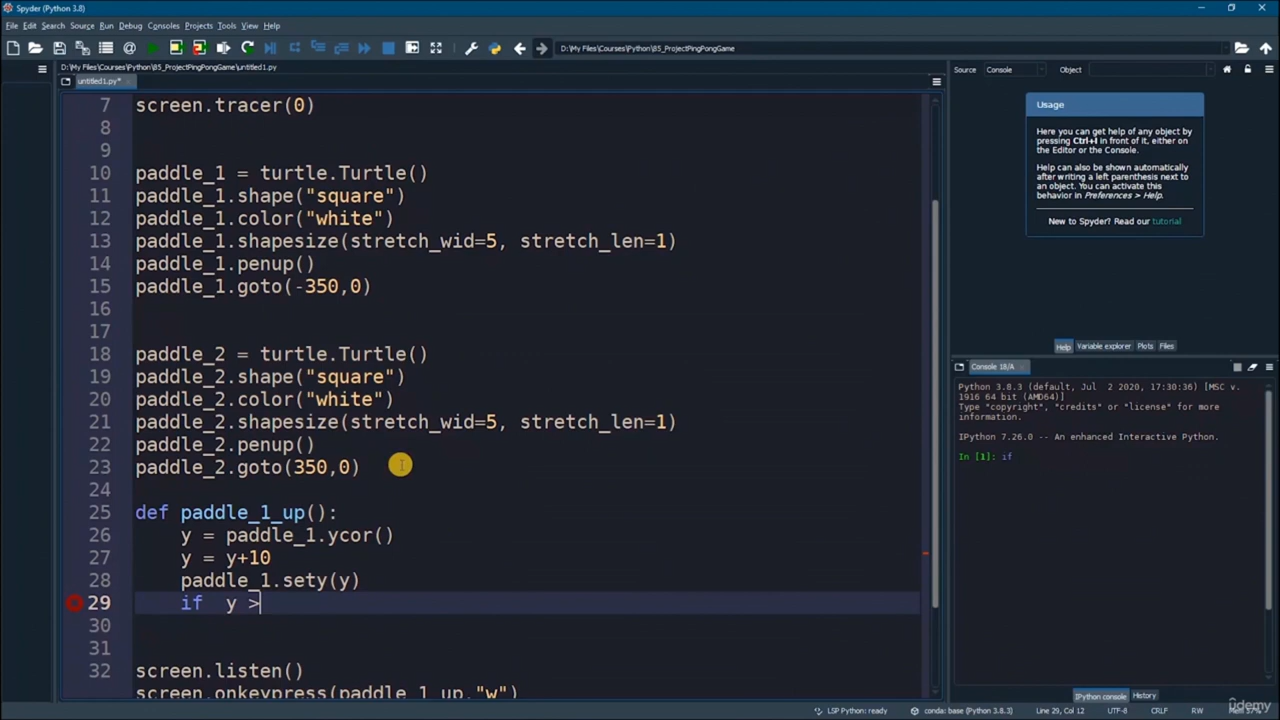 Spyder (Python 3.8)
File Edit Search Source Run Debug Consoles Projects Tools View Help
D:\My Files\Courses\Python\85_ProjectPingPongGame
D:\My Files\Courses\Python\85_ProjectPingPongGame\untitled1.py
untitled1.py*
7 screen.tracer(0)
8
9
10 paddle_1 = turtle.Turtle()
11 paddle_1.shape("square")
12 paddle_1.color("white")
13 paddle_1.shapesize(stretch_wid=5, stretch_len=1)
14 paddle_1.penup()
15 paddle_1.goto(-350,0)
16
17
18 paddle_2 = turtle.Turtle()
19 paddle_2.shape("square")
20 paddle_2.color("white")
21 paddle_2.shapesize(stretch_wid=5, stretch_len=1)
22 paddle_2.penup()
23 paddle_2.goto(350,0)
24
25 def paddle_1_up():
26 y = paddle_1.ycor()
27 y = y+10
28 paddle_1.sety(y)
29 if  y >
30
31
32 screen.listen()
screen.onkeypress(paddle_1_up,"w")
Source Console Object
Usage
Here you can get help of any object by
pressing Ctrl+I in front of it, either on
the Editor or the Console.
Help can also be shown automatically
after writing a left parenthesis next to
an object. You can activate this
behavior in Preferences > Help.
New to Spyder? Read our tutorial
Help Variable explorer Plots Files
Console 18/A
Python 3.8.3 (default, Jul  2 2020, 17:30:36) [MSC v.
1916 64 bit (AMD64)]
Type "copyright", "credits" or "license" for more
information.
IPython 7.26.0 -- An enhanced Interactive Python.
In [1]: if
IPython console History
LSP Python: ready conda: base (Python 3.8.3) Line 29, Col 12 UTF-8 CRLF RW
ûdemy